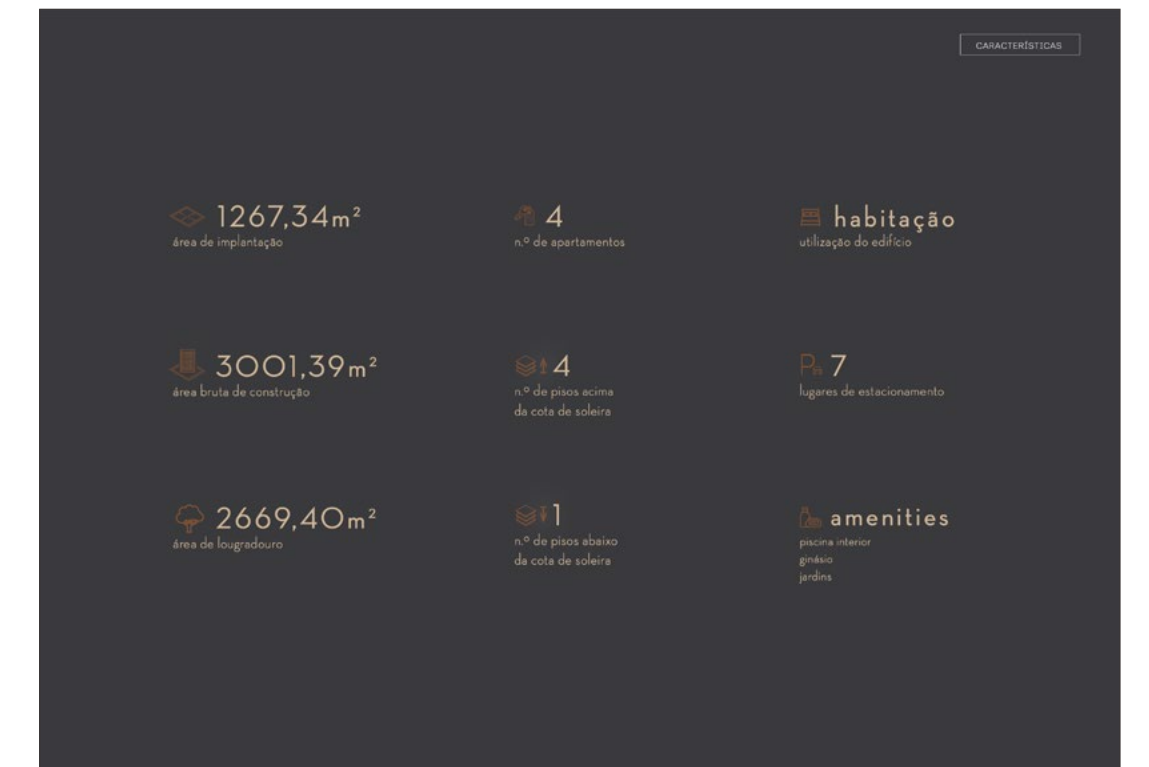 CARACTERÍSTICAS
1267,34m²
área de implantação
4
n.º de apartamentos
habitação
utilização do edifício
3001,39m²
área bruta de construção
4
n.º de pisos acima
da cota de soleira
P 7
lugares de estacionamento
2669,40m²
área de lougradouro
1
n.º de pisos abaixo
da cota de soleira
amenities
piscina interior
ginásio
jardins